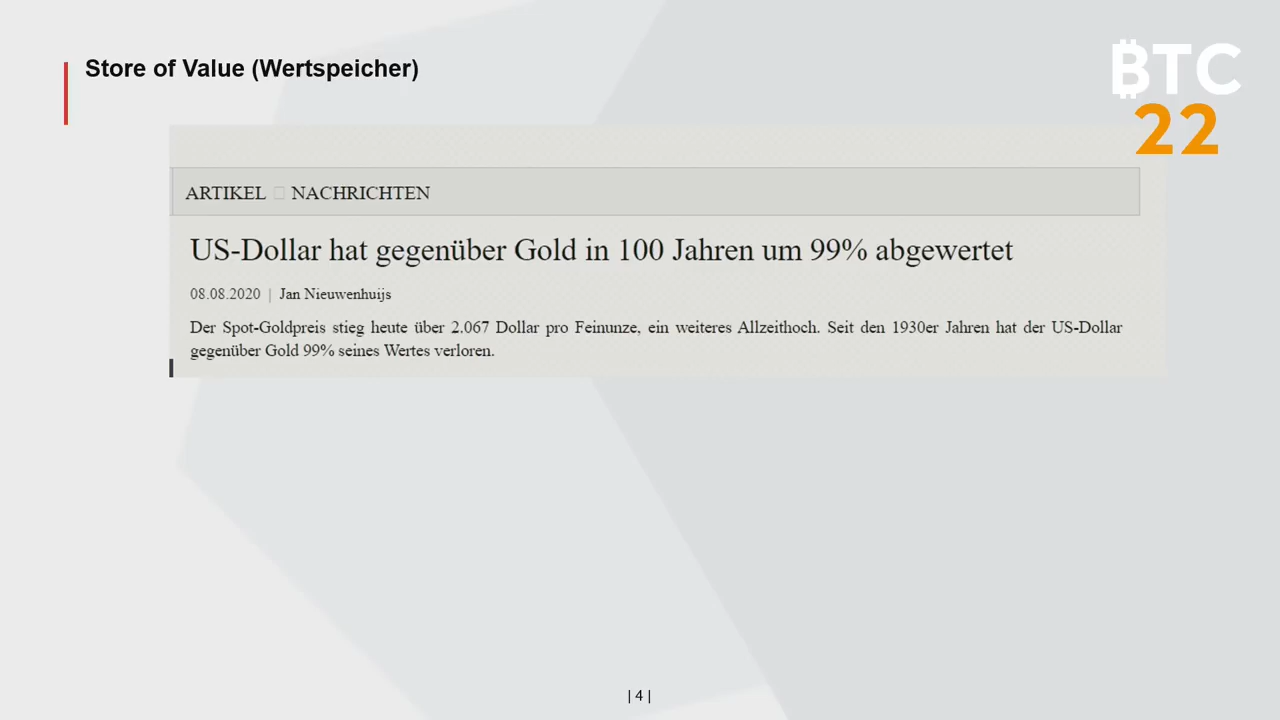 Store of Value (Wertspeicher)
BTC
22
ARTIKEL □ NACHRICHTEN
US-Dollar hat gegenüber Gold in 100 Jahren um 99% abgewertet
08.08.2020 | Jan Nieuwenhuijs
Der Spot-Goldpreis stieg heute über 2.067 Dollar pro Feinunze, ein weiteres Allzeithoch. Seit den 1930er Jahren hat der US-Dollar
gegenüber Gold 99% seines Wertes verloren.
| 4 |